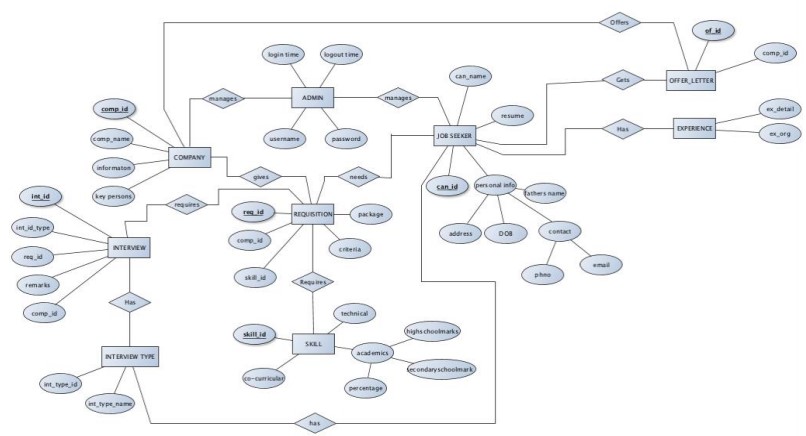 Offers
of_id
login time
logout time
can_name
comp_id
Gets
OFFER_LETTER
manages
ADMIN
manages
comp_id
resume
ex_detail
comp_name
username
password
JOB SEEKER
Has
EXPERIENCE
ex_org
COMPANY
informaton
gives
needs
key persons
can_id
personal info
fathers name
int_id
requires
req_id
REQUISITION
package
int_id_type
comp_id
address
DOB
contact
INTERVIEW
criteria
req_id
skill_id
phno
email
remarks
Requires
Has
comp_id
technical
skill_id
highschoolmarks
SKILL
academics
INTERVIEW TYPE
secondaryschoolmark
int_type_id
co-curricular
percentage
int_type_name
has